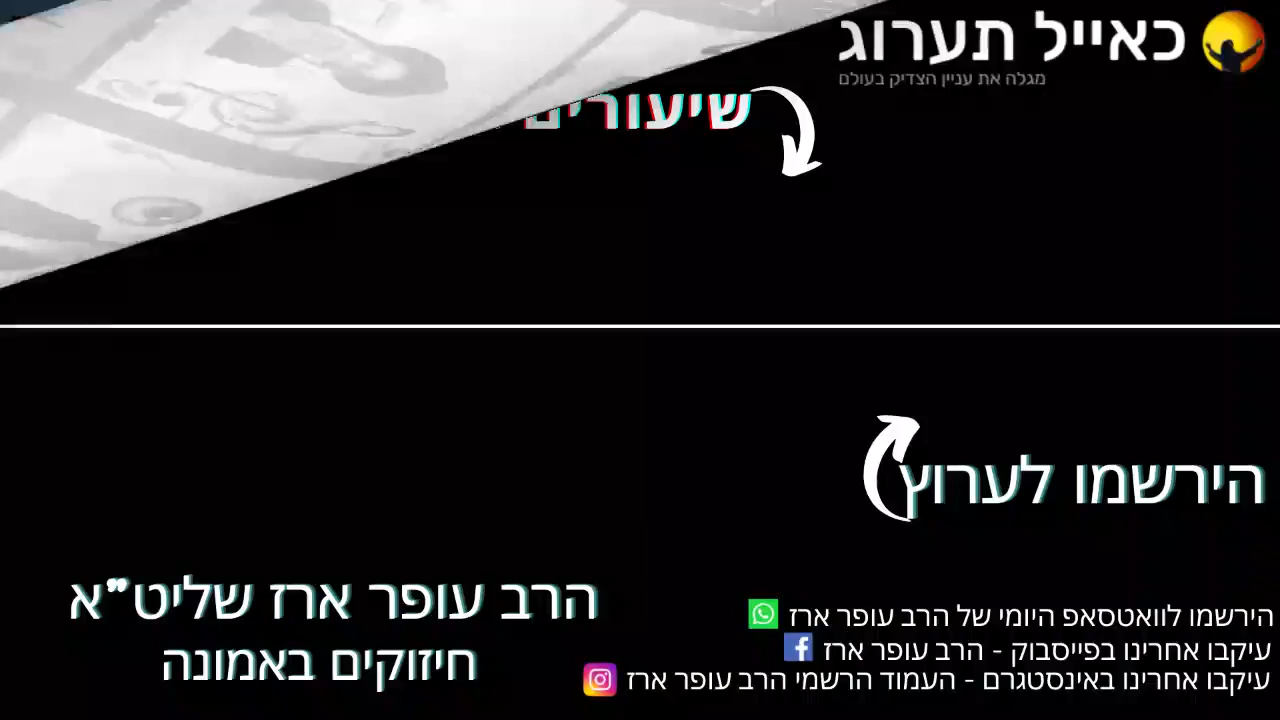 כאייל תערוג
מגלה את עניין הצדיק בעולם
שיעורים
הירשמו לערוץ
הרב עופר ארז שליט"א
חיזוקים באמונה
הירשמו לוואטסאפ היומי של הרב עופר ארז
עיקבו אחרינו בפייסבוק - הרב עופר ארז
עיקבו אחרינו באינסטגרם - העמוד הרשמי הרב עופר ארז